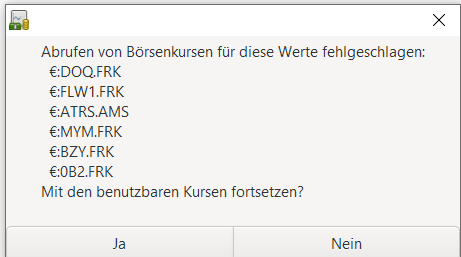 Abrufen von Börsenkursen für diese Werte fehlgeschlagen:
€:DOQ.FRK
€:FLW1.FRK
€:ATRS.AMS
€:MYM.FRK
€:BZY.FRK
€:0B2.FRK
Mit den benutzbaren Kursen fortsetzen?
Ja Nein